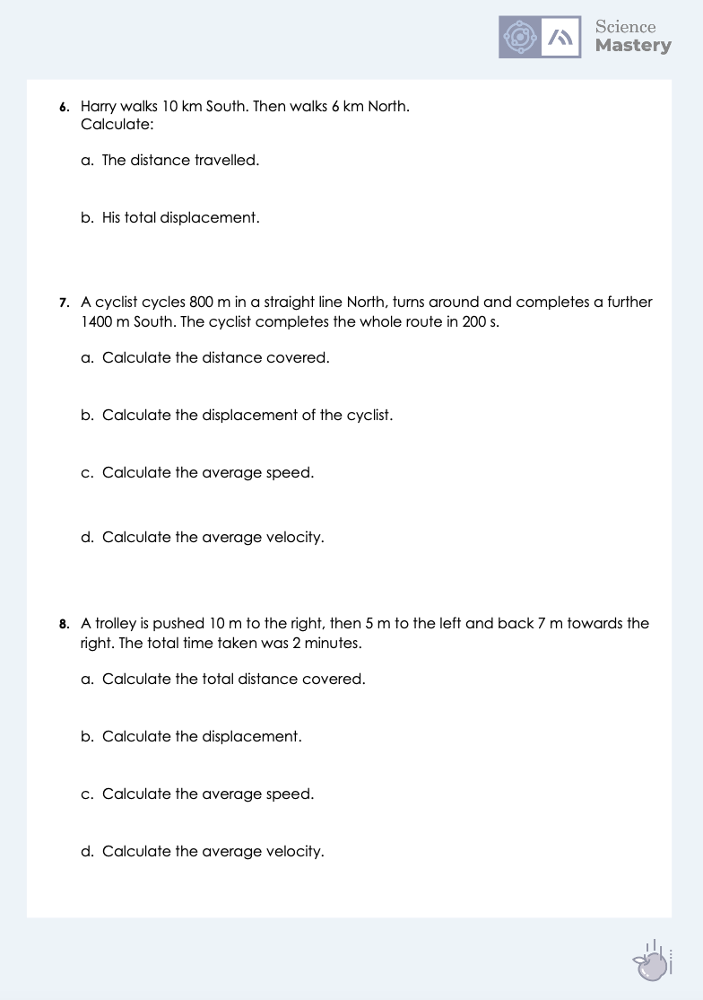 Science
Mastery
6. Harry walks 10 km South. Then walks 6 km North.
Calculate:
a. The distance travelled.
b. His total displacement.
7. A cyclist cycles 800 m in a straight line North, turns around and completes a further
1400 m South. The cyclist completes the whole route in 200 s.
a. Calculate the distance covered.
b. Calculate the displacement of the cyclist.
c. Calculate the average speed.
d. Calculate the average velocity.
8. A trolley is pushed 10 m to the right, then 5 m to the left and back 7 m towards the
right. The total time taken was 2 minutes.
a. Calculate the total distance covered.
b. Calculate the displacement.
c. Calculate the average speed.
d. Calculate the average velocity.